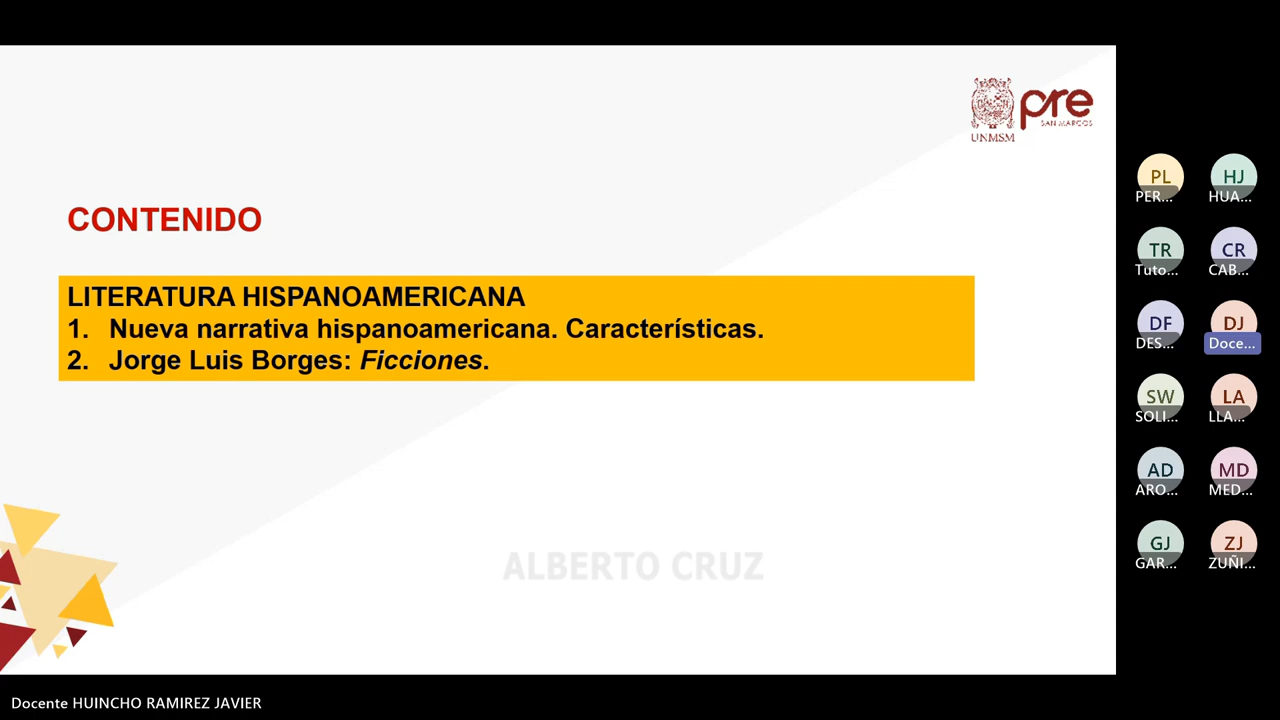 UNMSM
pre
SAN MARCOS
CONTENIDO
LITERATURA HISPANOAMERICANA
1. Nueva narrativa hispanoamericana. Características.
2. Jorge Luis Borges: Ficciones.
ALBERTO CRUZ
PL
PER...
HJ
HUA...
TR
Tuto...
CR
CAB...
DF
DES...
DJ
Doce...
SW
SOLI...
LA
LLA...
AD
ARO...
MD
MED...
GJ
GAR...
ZJ
ZUÑI...
Docente HUINCHO RAMIREZ JAVIER